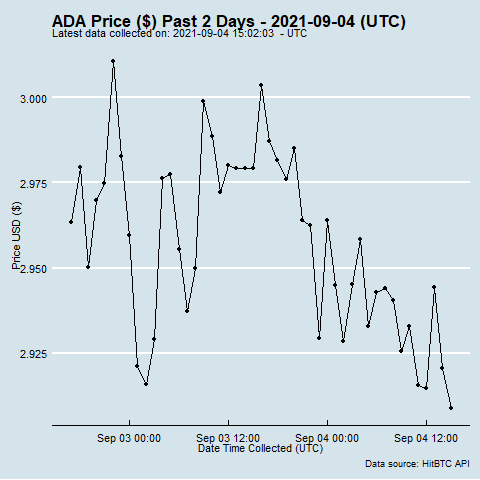 ADA Price ($) Past 2 Days - 2021-09-04 (UTC)
Latest data collected on: 2021-09-04 15:02:03 - UTC
3.000
2.975
2.950
2.925
Price USD ($)
Sep 03 00:00 Sep 03 12:00 Sep 04 00:00 Sep 04 12:00
Date Time Collected (UTC)
Data source: HitBTC API